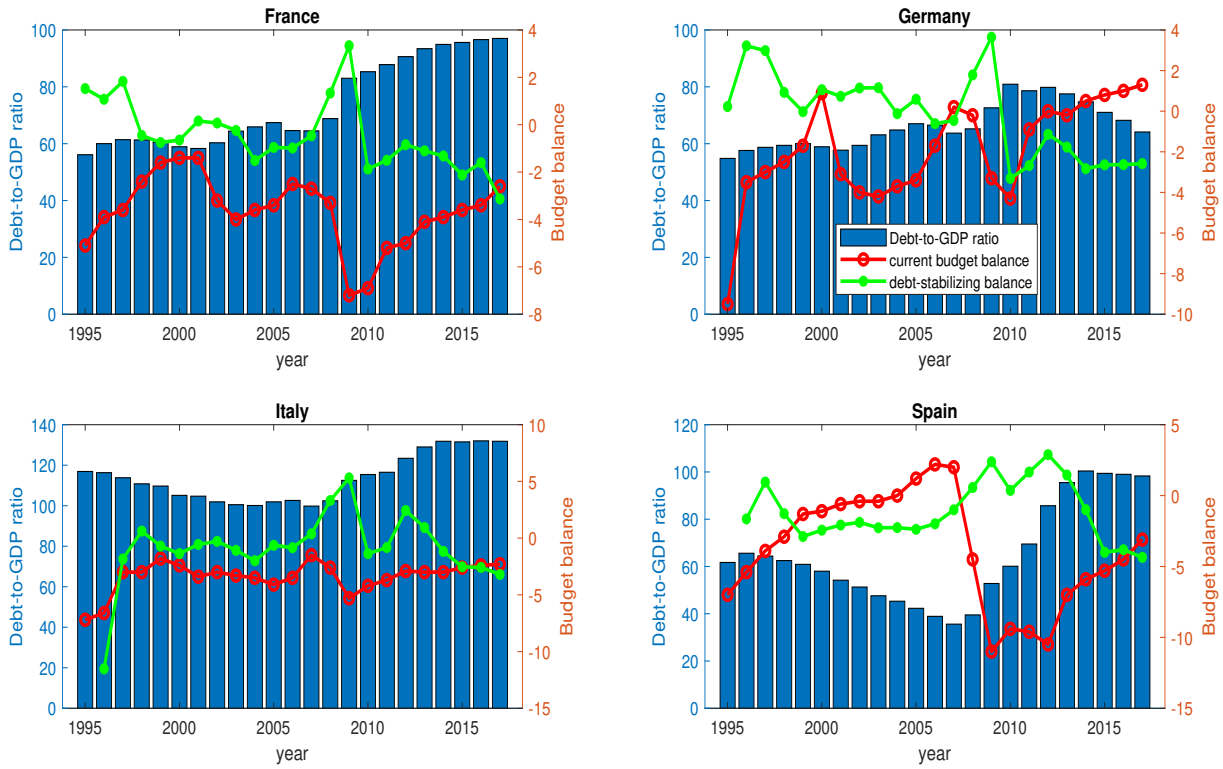 France
Debt-to-GDP ratio
100
80
60
40
20
0
4
2
0
-2
-4
-6
-8
Budget balance
1995 2000 2005 2010 2015
year
Germany
Debt-to-GDP ratio
100
80
60
40
20
0
4
2
0
-2
-4
-6
-8
-10
Budget balance
Debt-to-GDP ratio
current budget balance
debt-stabilizing balance
1995 2000 2005 2010 2015
year
Italy
Debt-to-GDP ratio
140
120
100
80
60
40
20
0
10
5
0
-5
-10
-15
Budget balance
1995 2000 2005 2010 2015
year
Spain
Debt-to-GDP ratio
120
100
80
60
40
20
0
5
0
-5
-10
-15
Budget balance
1995 2000 2005 2010 2015
year